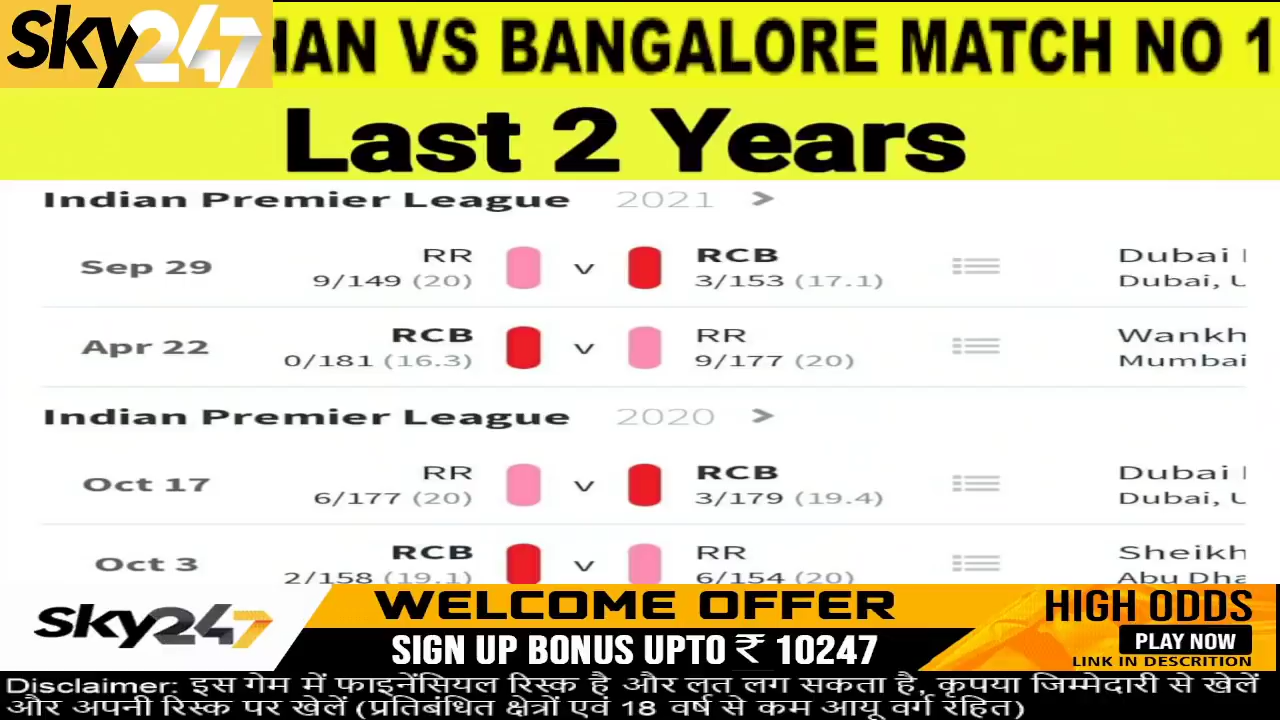 Sky247 HAN VS BANGALORE MATCH NO 1
Last 2 Years
Indian Premier League 2021 >
Sep 29 RR 9/149 (20) v RCB 3/153 (17.1) Dubai Dubai, U
Apr 22 RCB 0/181 (16.3) v RR 9/177 (20) Wankh Mumbai
Indian Premier League 2020 >
Oct 17 RR 6/177 (20) v RCB 3/179 (19.4) Dubai Dubai, U
Oct 3 RCB 2/158 (19.1) v RR 6/154 (20) Sheikh Abu Dha
Sky247 WELCOME OFFER HIGH ODDS
SIGN UP BONUS UPTO ₹ 10247 PLAY NOW
LINK IN DESCRITION
Disclaimer: इस गेम में फाइनेंसियल रिस्क है और लत लग सकता है, कृपया जिम्मेदारी से खेलें
और अपनी रिस्क पर खेलें (प्रतिबंधित क्षेत्रों एवं 18 वर्ष से कम आयू वर्ग रहित)